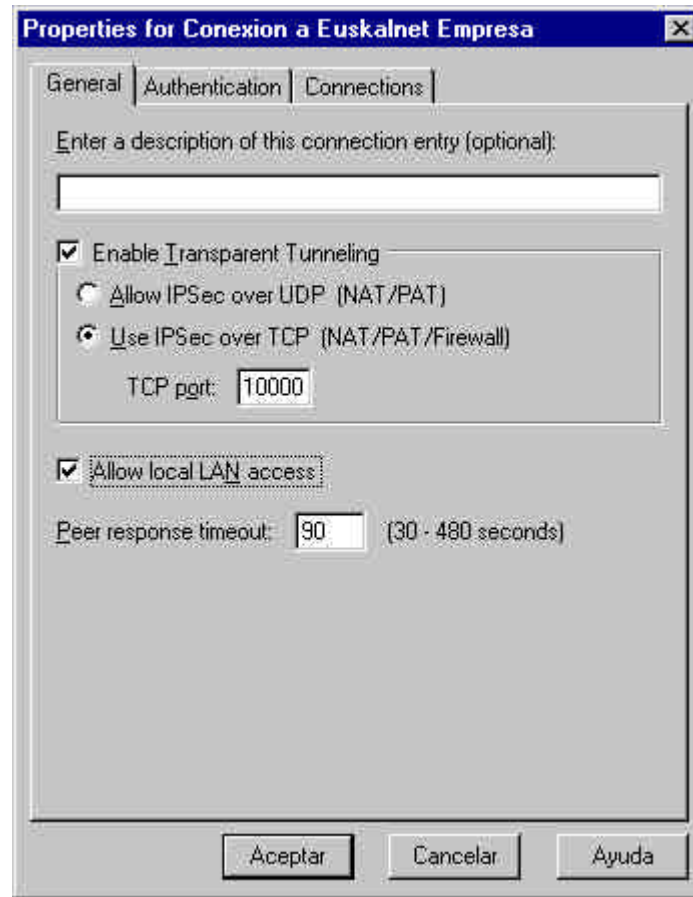 Properties for Conexion a Euskalnet Empresa
General Authentication Connections
Enter a description of this connection entry (optional):
Enable Transparent Tunneling
Allow IPSec over UDP (NAT/PAT)
Use IPSec over TCP (NAT/PAT/Firewall)
TCP port: 10000
Allow local LAN access
Peer response timeout: 90 (30 - 480 seconds)
Aceptar Cancelar Ayuda